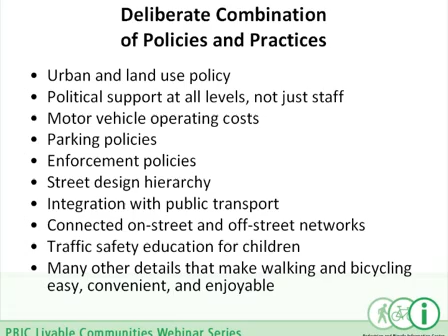 Deliberate Combination
of Policies and Practices
• Urban and land use policy
• Political support at all levels, not just staff
• Motor vehicle operating costs
• Parking policies
• Enforcement policies
• Street design hierarchy
• Integration with public transport
• Connected on-street and off-street networks
• Traffic safety education for children
• Many other details that make walking and bicycling
easy, convenient, and enjoyable
PBIC Livable Communities Webinar Series
i